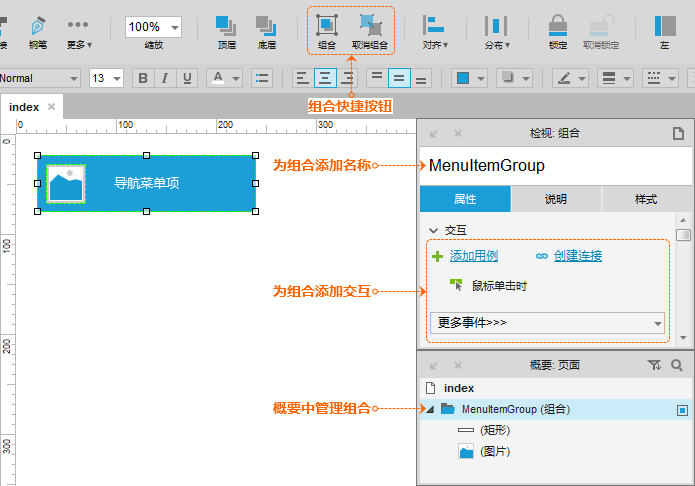 接 钢笔 更多▾ 100% 缩放 顶层 底层 组合 取消组合 对齐▾ 分布▾ 锁定 取消锁定 左
Normal 13 B I U A
组合快捷按钮
index
0 100 200 300
0
100
200
300
导航菜单项
检视: 组合
为组合添加名称
MenuItemGroup
属性 说明 样式
交互
添加用例 创建连接
鼠标单击时
为组合添加交互
更多事件>>>
概要: 页面
index
概要中管理组合
MenuItemGroup (组合)
(矩形)
(图片)